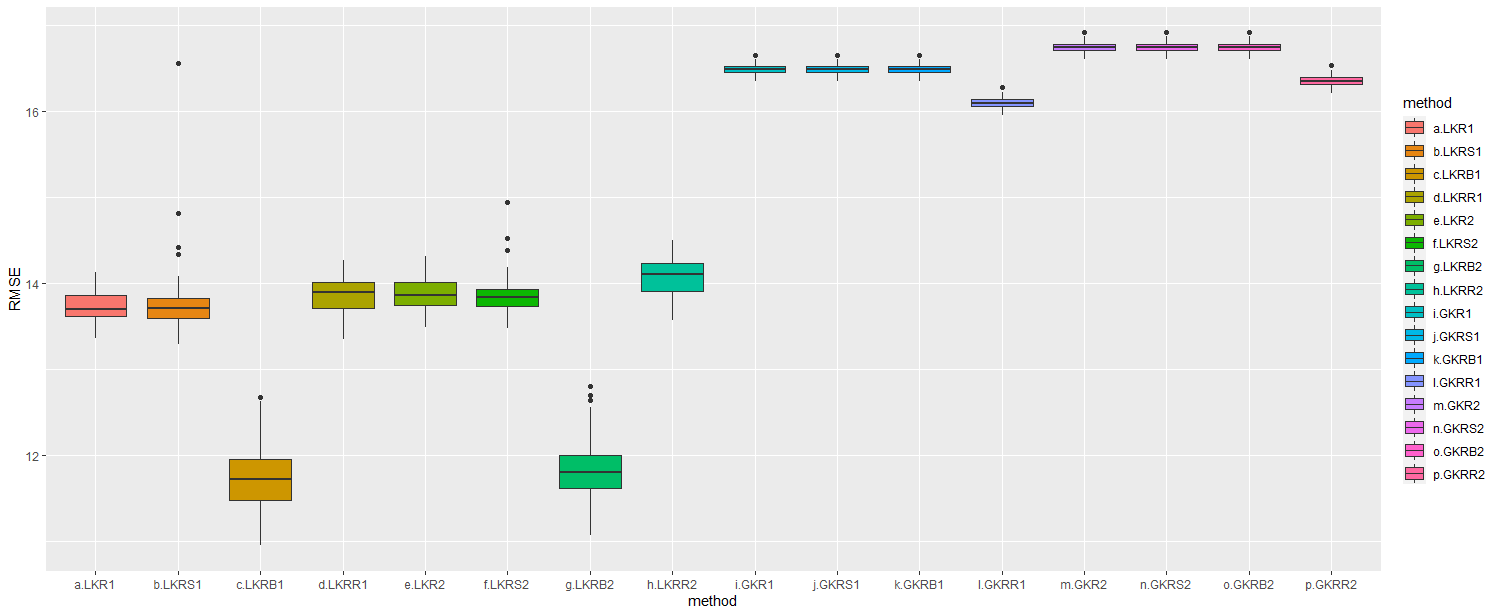 RMSE
16
14
12
a.LKR1 b.LKRS1 c.LKRB1 d.LKRR1 e.LKR2 f.LKRS2 g.LKRB2 h.LKRR2 i.GKR1 j.GKRS1 k.GKRB1 l.GKRR1 m.GKR2 n.GKRS2 o.GKRB2 p.GKRR2
method
method
a.LKR1
b.LKRS1
c.LKRB1
d.LKRR1
e.LKR2
f.LKRS2
g.LKRB2
h.LKRR2
i.GKR1
j.GKRS1
k.GKRB1
l.GKRR1
m.GKR2
n.GKRS2
o.GKRB2
p.GKRR2